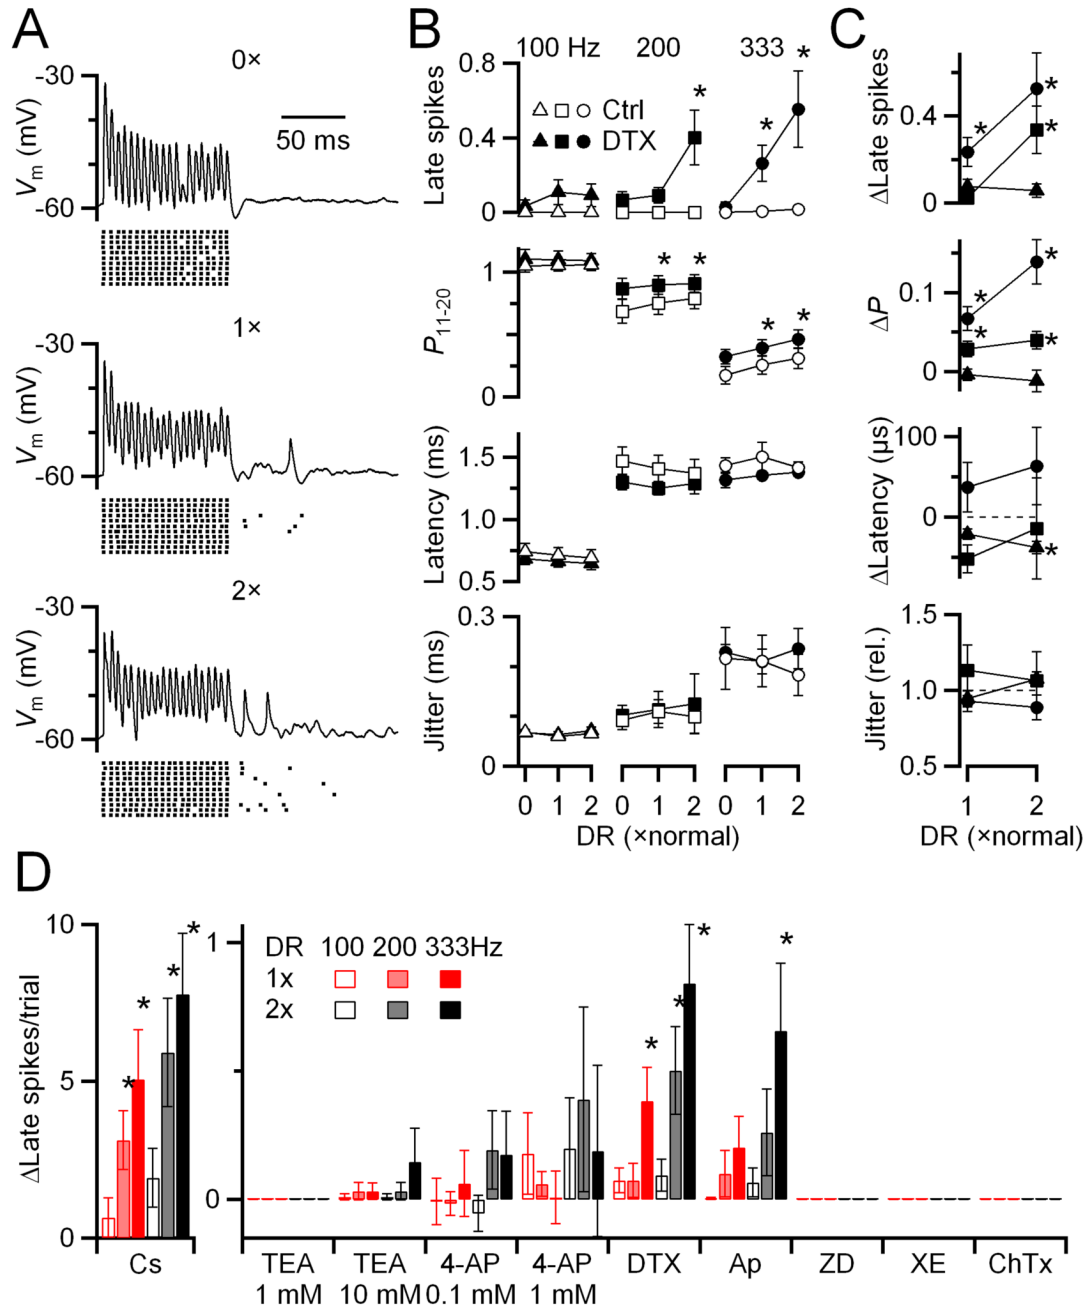 A
0×
-30
-60
Vm (mV)
50 ms
1×
-30
-60
Vm (mV)
2×
-30
-60
Vm (mV)
B
100 Hz 200 333
0.8
0.4
0
Late spikes
Ctrl
DTX
* * *
1
0
P11-20
* * * *
1.5
1.0
0.5
Latency (ms)
0.3
0
Jitter (ms)
0 1 2 0 1 2 0 1 2
DR (×normal)
C
0.4
0
ΔLate spikes
* * *
0.1
0
ΔP
* * * *
100
0
ΔLatency (µs)
*
1.5
1.0
0.5
Jitter (rel.)
1 2
DR (×normal)
D
10
5
0
ΔLate spikes/trial
* * * *
Cs
1
0
DR 100 200 333Hz
1x
2x
* * * *
TEA TEA 4-AP 4-AP DTX Ap ZD XE ChTx
1 mM 10 mM 0.1 mM 1 mM